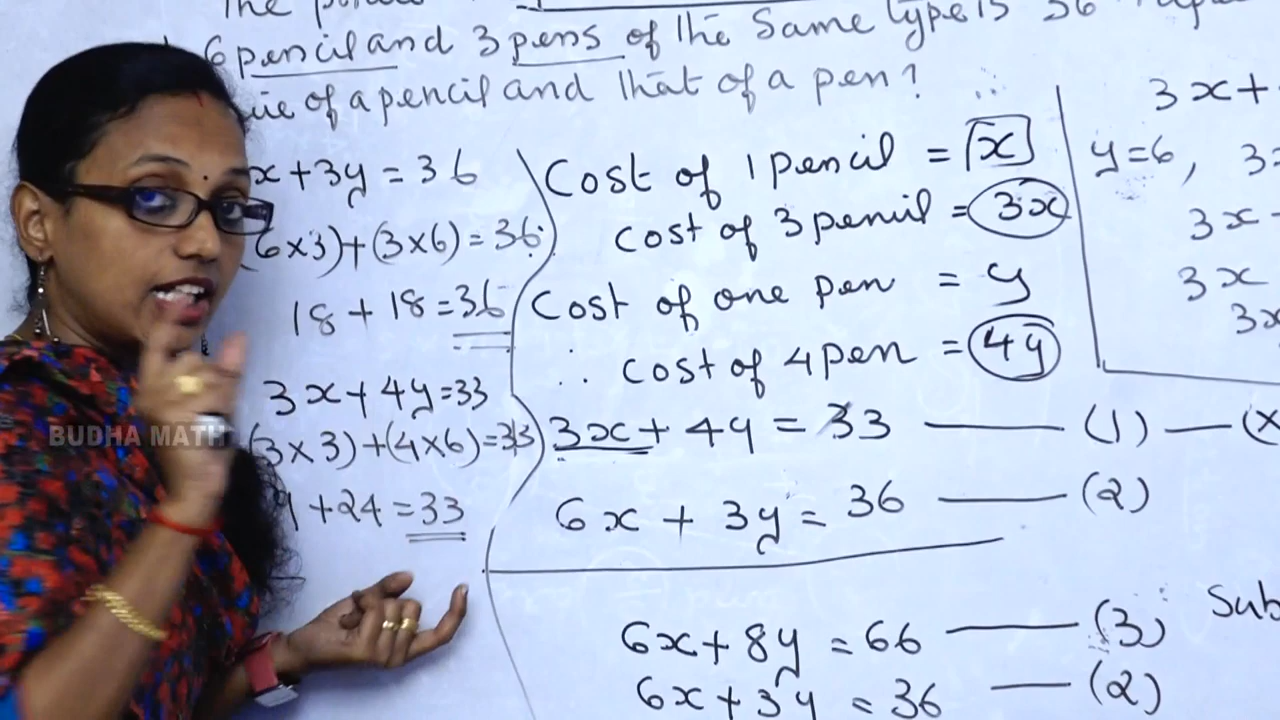 The
6 pencil and 3 pens of the Same type is 36
of a pencil and that of a pen?
x + 3y = 36
(6x3) + (3x6) = 36
18 + 18 = 36
3x + 4y = 33
(3x3) + (4x6) = 33
+ 24 = 33
Cost of 1 pencil = x
cost of 3 pencil = 3x
Cost of one pen = y
∴ cost of 4 pen = 4y
3x + 4y = 33 — (1) — (x
6x + 3y = 36 — (2)
6x + 8y = 66 — (3)
6x + 3y = 36 — (2)
3x +
y = 6, 3
3x -
3x
3x
Sub
BUDHA MATH